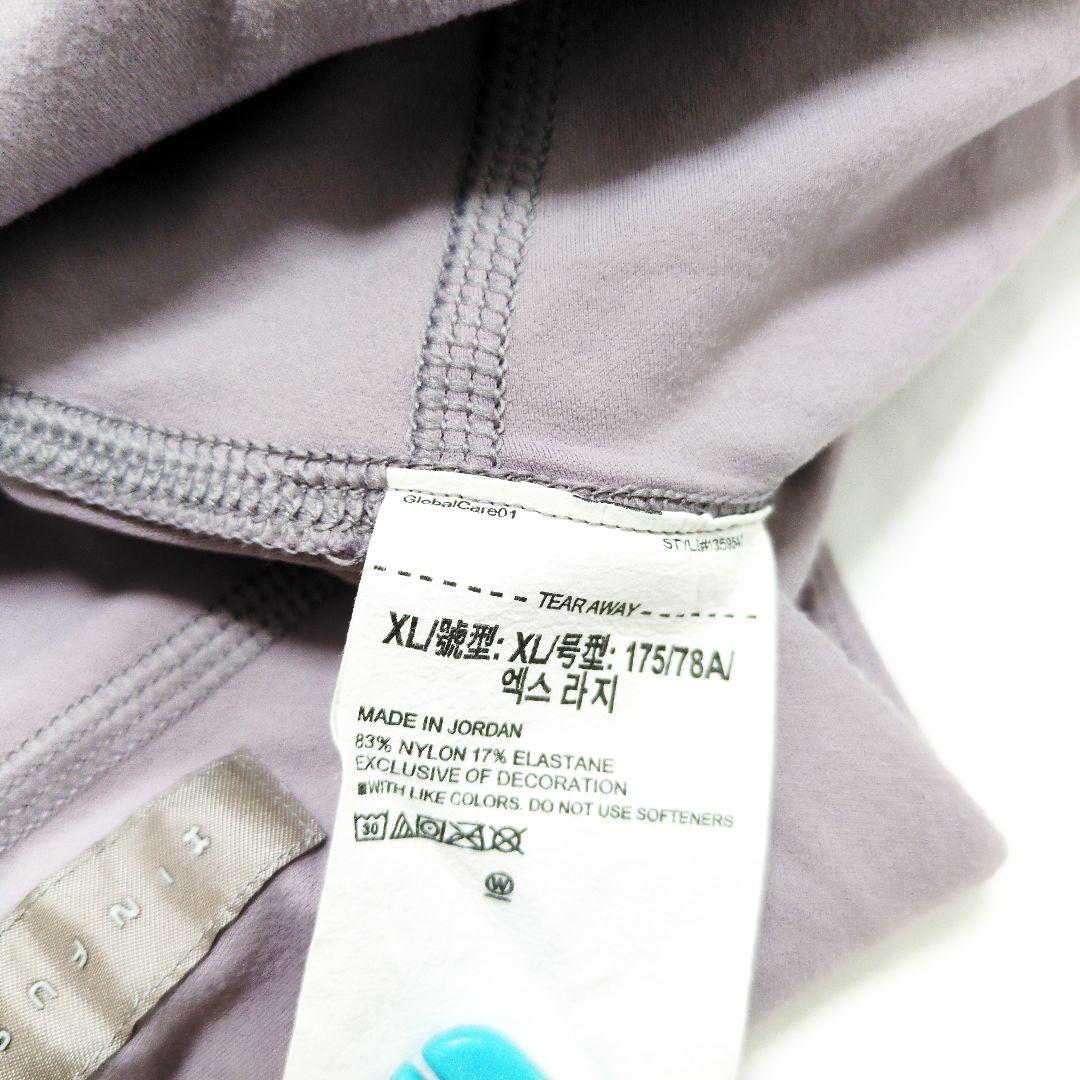 GlobalCare01
TEAR AWAY
XL/號型: XL/号型: 175/78A/
엑스 라지
MADE IN JORDAN
83% NYLON 17% ELASTANE
EXCLUSIVE OF DECORATION
WITH LIKE COLORS. DO NOT USE SOFTENERS
30
W